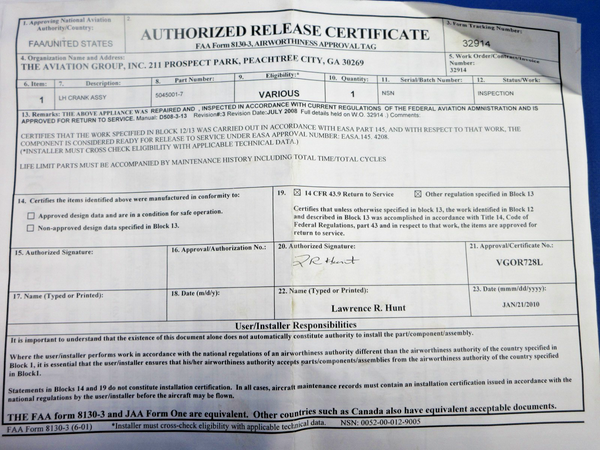 1. Approving National Aviation Authority/Country:
FAA/UNITED STATES
2.
AUTHORIZED RELEASE CERTIFICATE
FAA Form 8130-3, AIRWORTHINESS APPROVAL TAG
3. Form Tracking Number:
32914
4. Organization Name and Address:
THE AVIATION GROUP, INC. 211 PROSPECT PARK, PEACHTREE CITY, GA 30269
5. Work Order/Contract/Invoice
32914
6. Item: 7. Description: 8. Part Number: 9. Eligibility:* 10. Quantity: 11. Serial/Batch Number: 12. Status/Work:
1 LH CRANK ASSY 5045001-7 VARIOUS 1 NSN INSPECTION
13. Remarks: THE ABOVE APPLIANCE WAS REPAIRED AND , INSPECTED IN ACCORDANCE WITH CURRENT REGULATIONS OF THE FEDERAL AVIATION ADMINISTRATION AND IS
APPROVED FOR RETURN TO SERVICE. Manual: D508-3-13 Revision#:3 Revision Date:JULY 2008 Full details held on W.O. 32914 .) Comments:
CERTIFIES THAT THE WORK SPECIFIED IN BLOCK 12/13 WAS CARRIED OUT IN ACCORDANCE WITH EASA PART 145, AND WITH RESPECT TO THAT WORK, THE
COMPONENT IS CONSIDERED READY FOR RELEASE TO SERVICE UNDER EASA APPROVAL NUMBER: EASA.145. 4208.
(*INSTALLER MUST CROSS CHECK ELIGIBILITY WITH APPLICABLE TECHNICAL DATA.)
LIFE LIMIT PARTS MUST BE ACCOMPANIED BY MAINTENANCE HISTORY INCLUDING TOTAL TIME/TOTAL CYCLES
14. Certifies the items identified above were manufactured in conformity to:
Approved design data and are in a condition for safe operation.
Non-approved design data specified in Block 13.
19. ☒ 14 CFR 43.9 Return to Service ☒ Other regulation specified in Block 13
Certifies that unless otherwise specified in block 13, the work identified in Block 12
and described in Block 13 was accomplished in accordance with Title 14, Code of
Federal Regulations, part 43 and in respect to that work, the items are approved for
return to service.
15. Authorized Signature: 16. Approval/Authorization No.: 20. Authorized Signature: 21. Approval/Certificate No.:
LR Hunt VGOR728L
17. Name (Typed or Printed): 18. Date (m/d/y): 22. Name (Typed or Printed): 23. Date (mmm/dd/yyyy):
Lawrence R. Hunt JAN/21/2010
User/Installer Responsibilities
It is important to understand that the existence of this document alone does not automatically constitute authority to install the part/component/assembly.
Where the user/installer performs work in accordance with the national regulations of an airworthiness authority different than the airworthiness authority of the country specified in
Block 1, it is essential that the user/installer ensures that his/her airworthiness authority accepts parts/components/assemblies from the airworthiness authority of the country specified
in Block1.
Statements in Blocks 14 and 19 do not constitute installation certification. In all cases, aircraft maintenance records must contain an installation certification issued in accordance with the
national regulations by the user/installer before the aircraft may be flown.
THE FAA form 8130-3 and JAA Form One are equivalent. Other countries such as Canada also have equivalent acceptable documents.
FAA Form 8130-3 (6-01) *Installer must cross-check eligibility with applicable technical data. NSN: 0052-00-012-9005